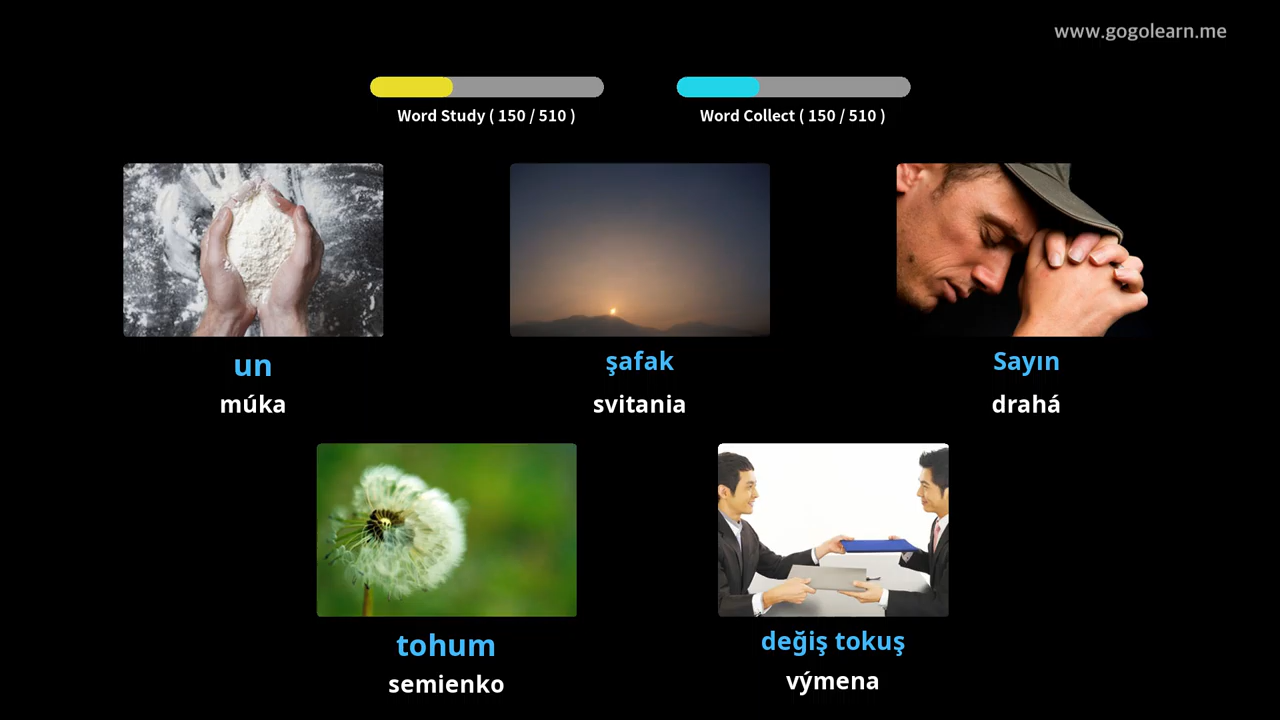 www.gogolearn.me
Word Study ( 150 / 510 )
Word Collect ( 150 / 510 )
un
múka
şafak
svitania
Sayın
drahá
tohum
semienko
değiş tokuş
výmena